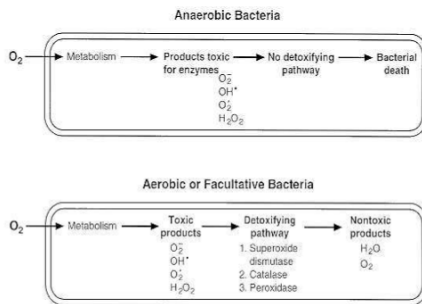 Anaerobic Bacteria
O₂ Metabolism Products toxic No detoxifying Bacterial
for enzymes pathway death
O₂⁻
OH•
O₂•
H₂O₂
Aerobic or Facultative Bacteria
Toxic Detoxifying Nontoxic
O₂ Metabolism products pathway products
O₂⁻ 1. Superoxide H₂O
OH• dismutase O₂
O₂• 2. Catalase
H₂O₂ 3. Peroxidase